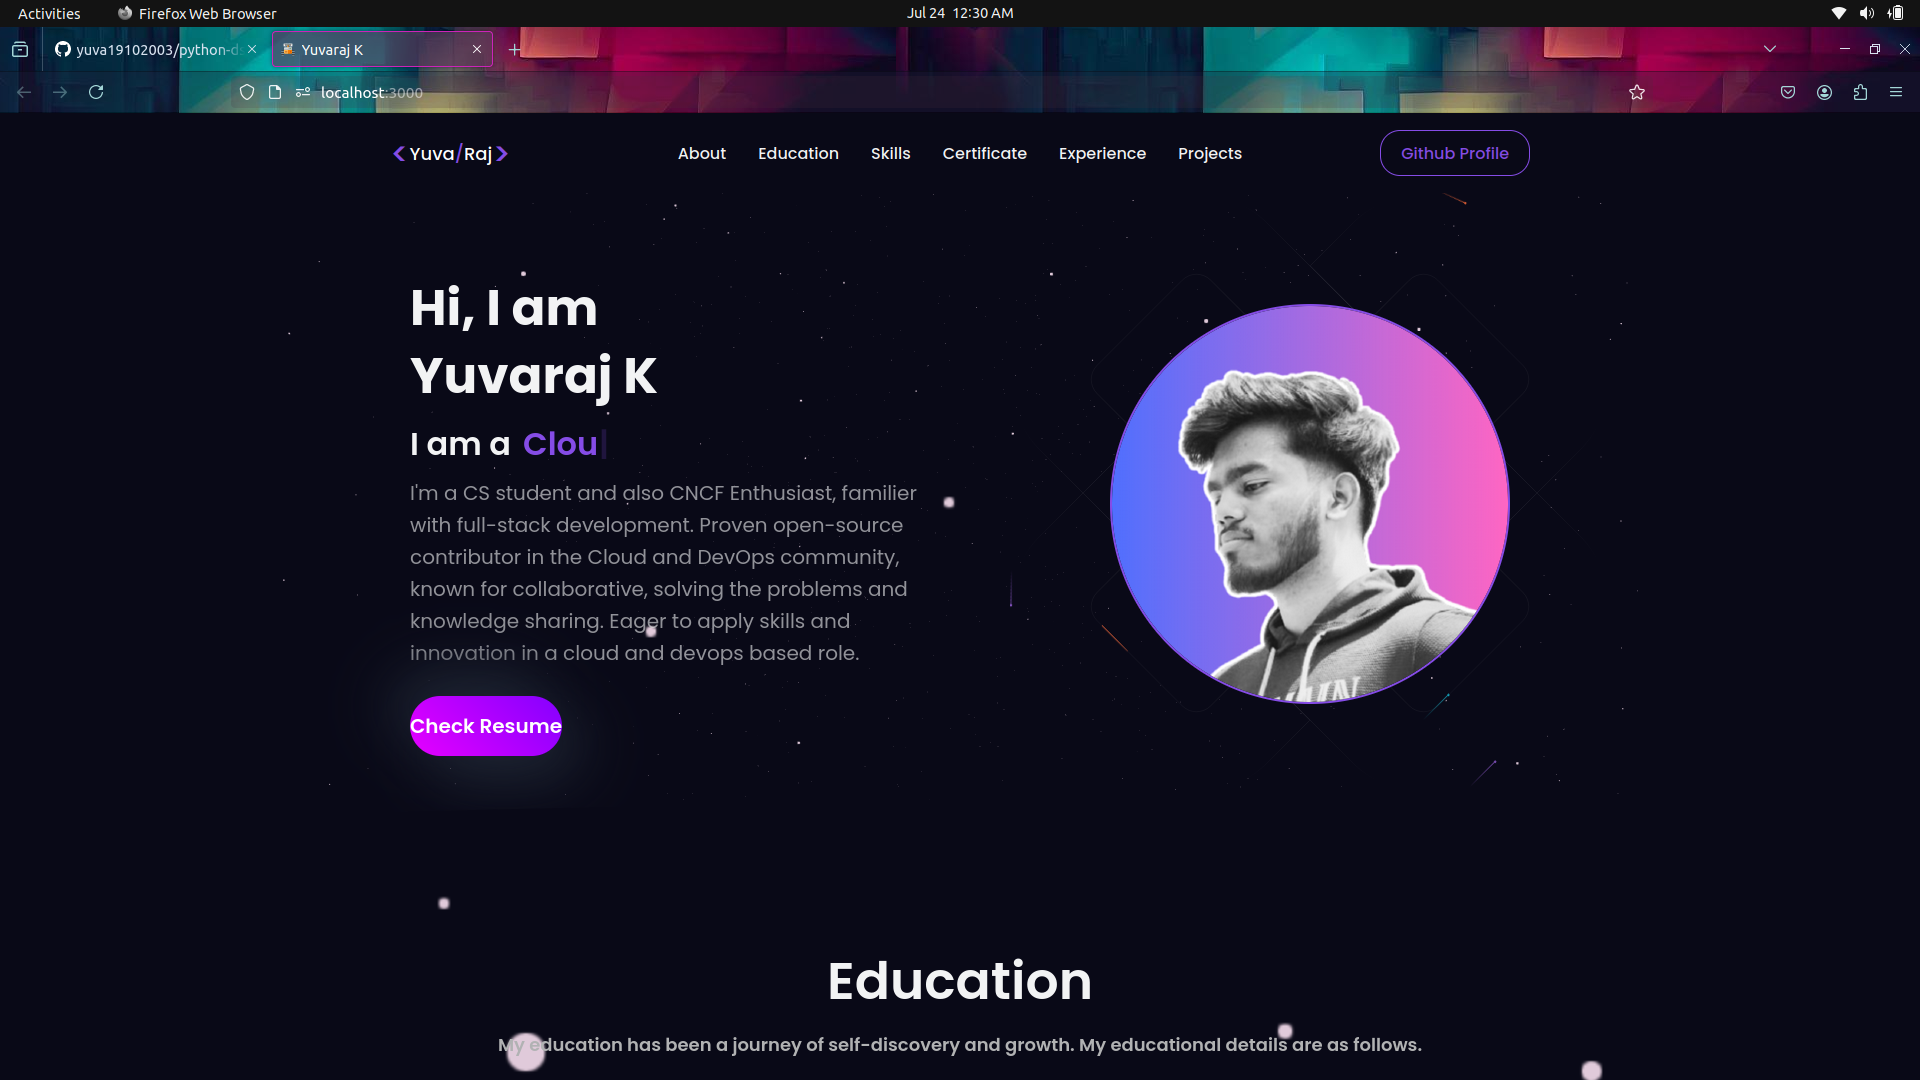 Activities
Firefox Web Browser
Jul 24 12:30 AM
yuva19102003/python-ds
Yuvaraj K
localhost:3000
<Yuva/Raj>
About
Education
Skills
Certificate
Experience
Projects
Github Profile
Hi, I am
Yuvaraj K
I am a Clou
I'm a CS student and also CNCF Enthusiast, familier
with full-stack development. Proven open-source
contributor in the Cloud and DevOps community,
known for collaborative, solving the problems and
knowledge sharing. Eager to apply skills and
innovation in a cloud and devops based role.
Check Resume
Education
My education has been a journey of self-discovery and growth. My educational details are as follows.